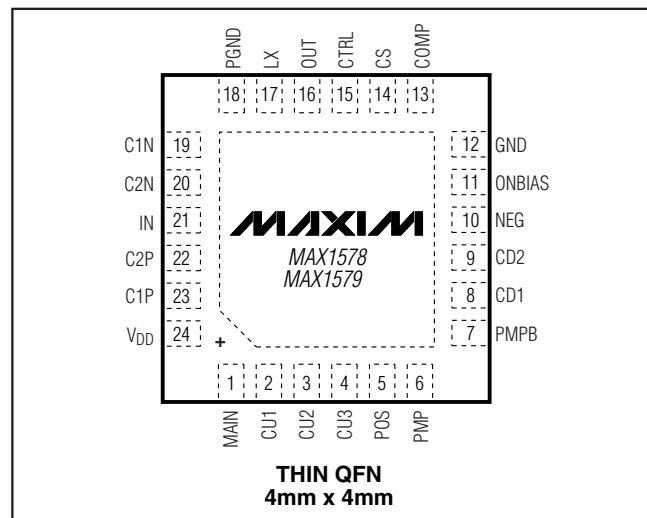 PGND LX OUT CTRL CS COMP
18 17 16 15 14 13
C1N 19
C2N 20
IN 21
C2P 22
C1P 23
VDD 24
12 GND
11 ONBIAS
10 NEG
9 CD2
8 CD1
7 PMPB
MAXIM
MAX1578
MAX1579
+
1 2 3 4 5 6
MAIN CU1 CU2 CU3 POS PMP
THIN QFN
4mm x 4mm